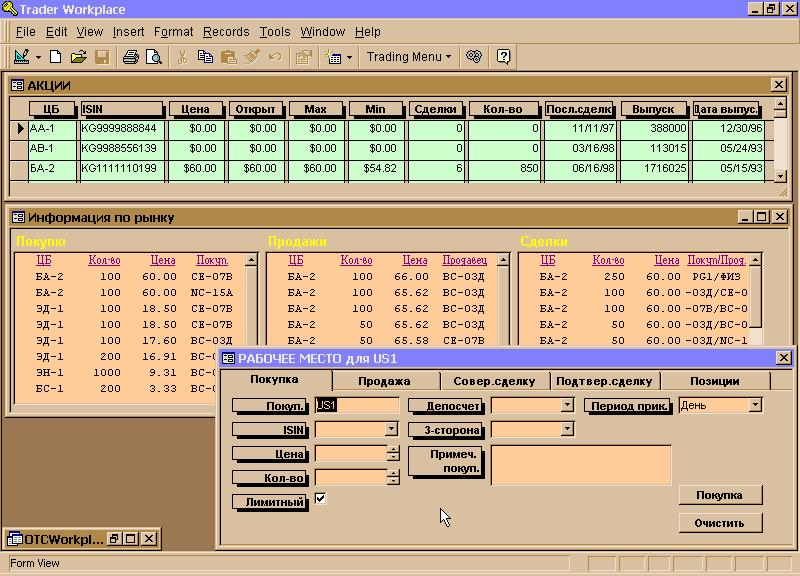 Trader Workplace
File Edit View Insert Format Records Tools Window Help
Trading Menu
АКЦИИ
ЦБ ISIN Цена Открыт Max Min Сделки Кол-во Посл.сделк Выпуск Дата выпус.
АА-1 KG9999888844 $0.00 $0.00 $0.00 $0.00 0 0 11/11/97 388000 12/30/96
АВ-1 KG9988556139 $0.00 $0.00 $0.00 $0.00 0 0 03/16/98 113015 05/24/93
БА-2 KG1111110199 $60.00 $60.00 $60.00 $54.82 6 850 06/16/98 1716025 05/15/93
Информация по рынку
Покупки Продажи Сделки
ЦБ Кол-во Цена Покуп. ЦБ Кол-во Цена Продавец ЦБ Кол-во Цена Покуп/Прод.
БА-2 100 60.00 СЕ-07В БА-2 100 66.00 ВС-03Д БА-2 250 60.00 PG1/ФИЗ
БА-2 100 60.00 NC-15A БА-2 100 65.62 ВС-03Д БА-2 100 60.00 -03Д/СЕ-0
ЭД-1 100 18.50 СЕ-07В БА-2 100 65.62 ВС-03Д БА-2 100 60.00 -07В/ВС-0
ЭД-1 100 18.50 СЕ-07В БА-2 50 65.62 ВС-03Д БА-2 50 60.00 -03Д/СЕ-0
ЭД-1 100 17.60 ВС-03Д БА-2 50 65.58 СЕ-07В БА-2 50 60.00 -03Д/NC-1
ЭД-1 200 16.91 ВС-0
ЭН-1 1000 9.31 ВС-0
БС-1 200 3.33 ВС-0
РАБОЧЕЕ МЕСТО для US1
Покупка Продажа Совер.сделку Подтвер.сделку Позиции
Покуп. US1 Депосчет Период прик. День
ISIN 3-сторона
Цена Примеч. покуп.
Кол-во
Лимитный
Покупка
Очистить
OTCWorkpl...
Form View